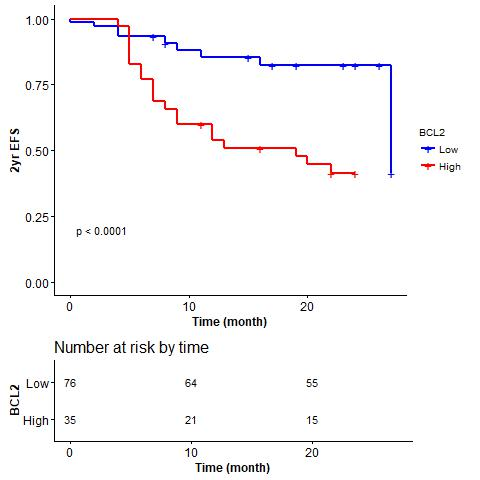 1.00
0.75
0.50
0.25
0.00
2yr EFS
p < 0.0001
0 10 20
Time (month)
BCL2
Low
High
Number at risk by time
BCL2
Low 76 64 55
High 35 21 15
0 10 20
Time (month)